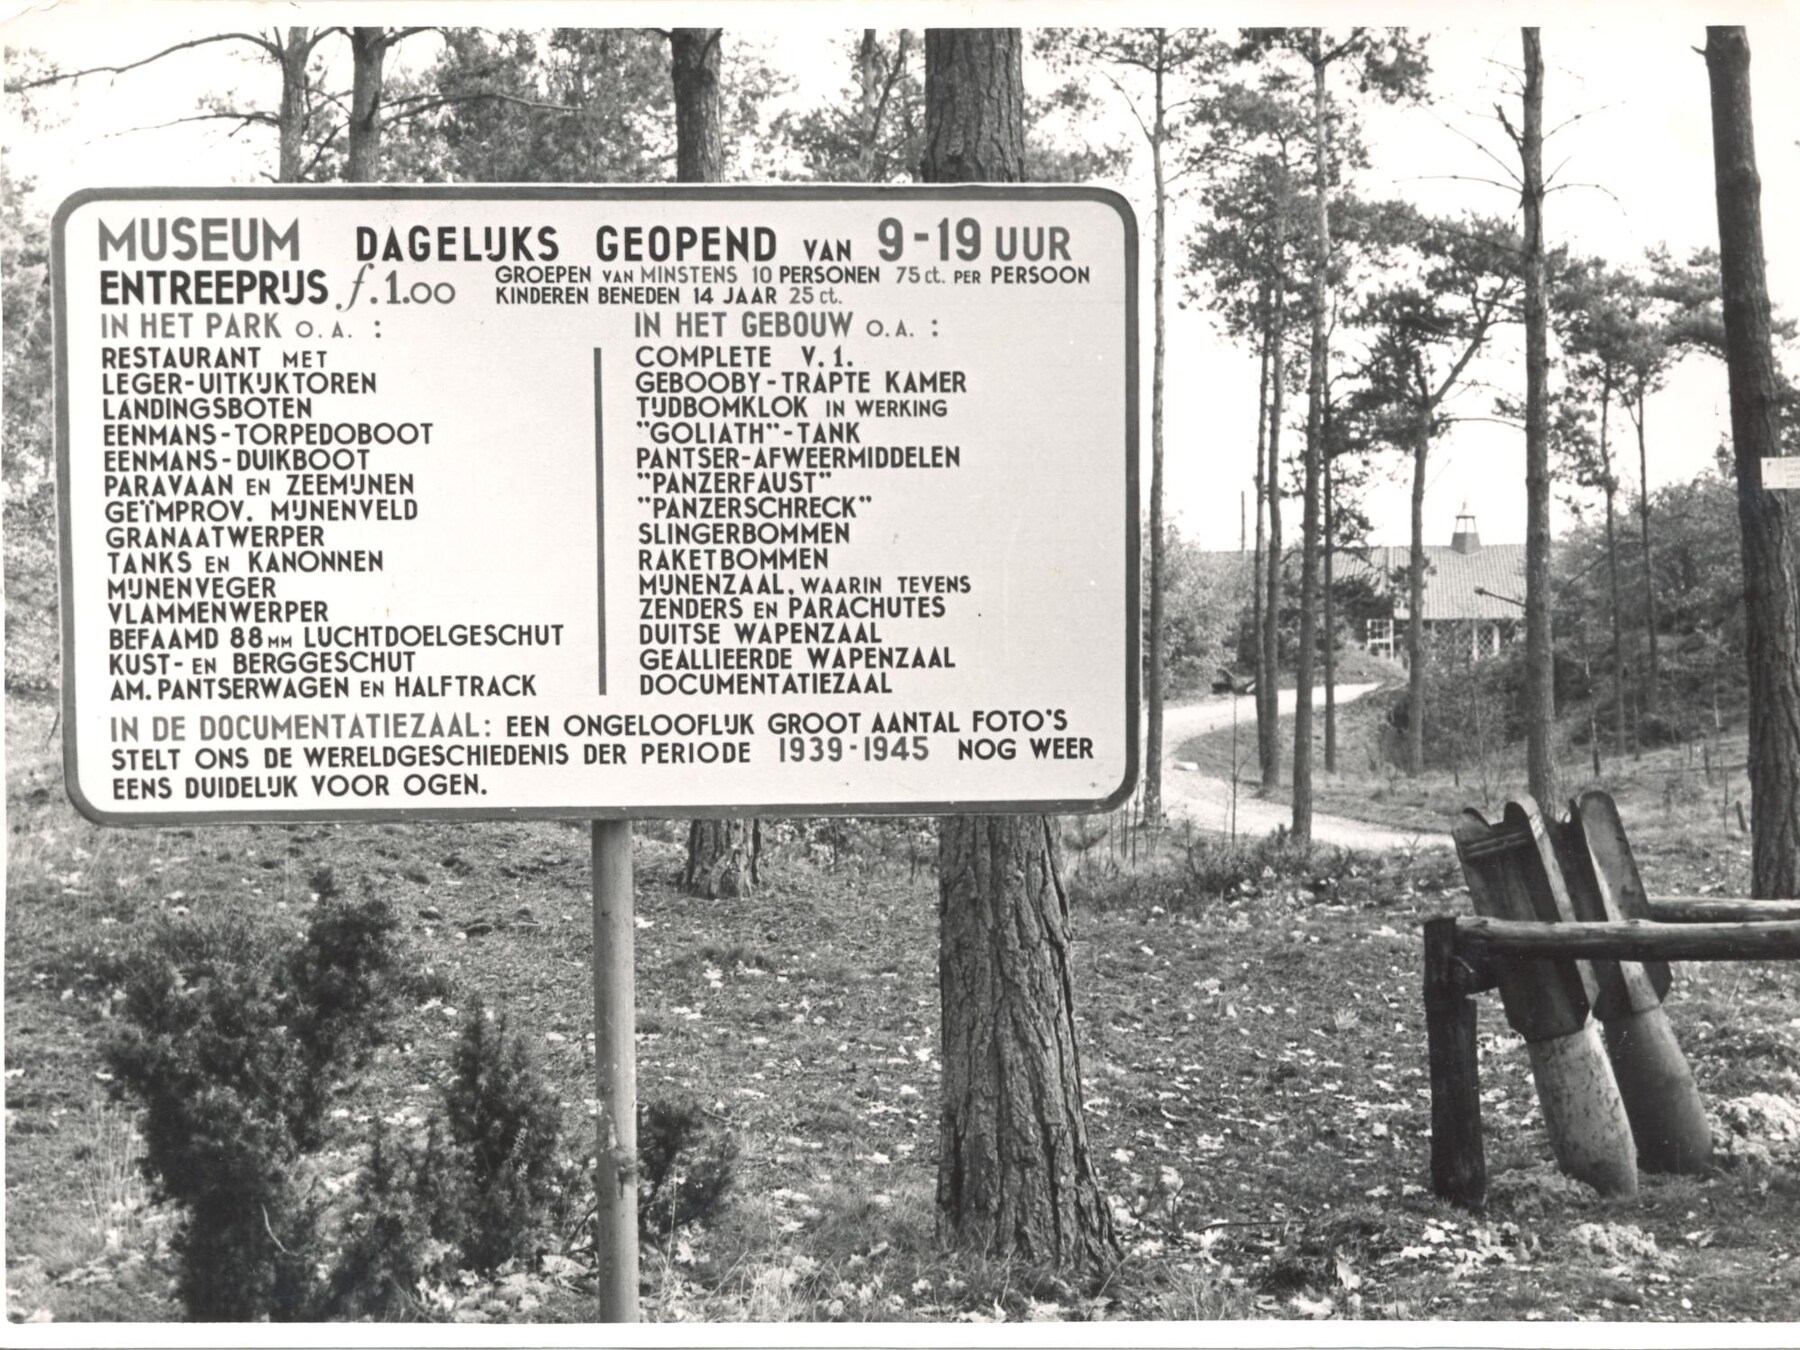 MUSEUM DAGELIJKS GEOPEND VAN 9-19 UUR
ENTREEPRIJS. f. 1.00 GROEPEN VAN MINSTENS 10 PERSONEN 75 ct. PER PERSOON
KINDEREN BENEDEN 14 JAAR 25 ct.
IN HET PARK O.A. :
RESTAURANT MET
LEGER-UITKIJKTOREN
LANDINGSBOTEN
EENMANS-TORPEDOBOOT
EENMANS-DUIKBOOT
PARAVAAN EN ZEEMIJNEN
GEÏMPROV. MIJNENVELD
GRANAATWERPER
TANKS EN KANONNEN
MIJNENVEGER
VLAMMENWERPER
BEFAAMD 88 MM LUCHTDOELGESCHUT
KUST- EN BERGGESCHUT
AM. PANTSERWAGEN EN HALFTRACK
IN HET GEBOUW O.A. :
COMPLETE V. 1.
GEBOOBY-TRAPTE KAMER
TIJDBOMKLOK IN WERKING
"GOLIATH"-TANK
PANTSER-AFWEERMIDDELEN
"PANZERFAUST"
"PANZERSCHRECK"
SLINGERBOMMEN
RAKETBOMMEN
MIJNENZAAL, WAARIN TEVENS
ZENDERS EN PARACHUTES
DUITSE WAPENZAAL
GEALLIEERDE WAPENZAAL
DOCUMENTATIEZAAL
IN DE DOCUMENTATIEZAAL: EEN ONGELOOFLIJK GROOT AANTAL FOTO'S
STELT ONS DE WERELDGESCHIEDENIS DER PERIODE 1939-1945 NOG WEER
EENS DUIDELIJK VOOR OGEN.